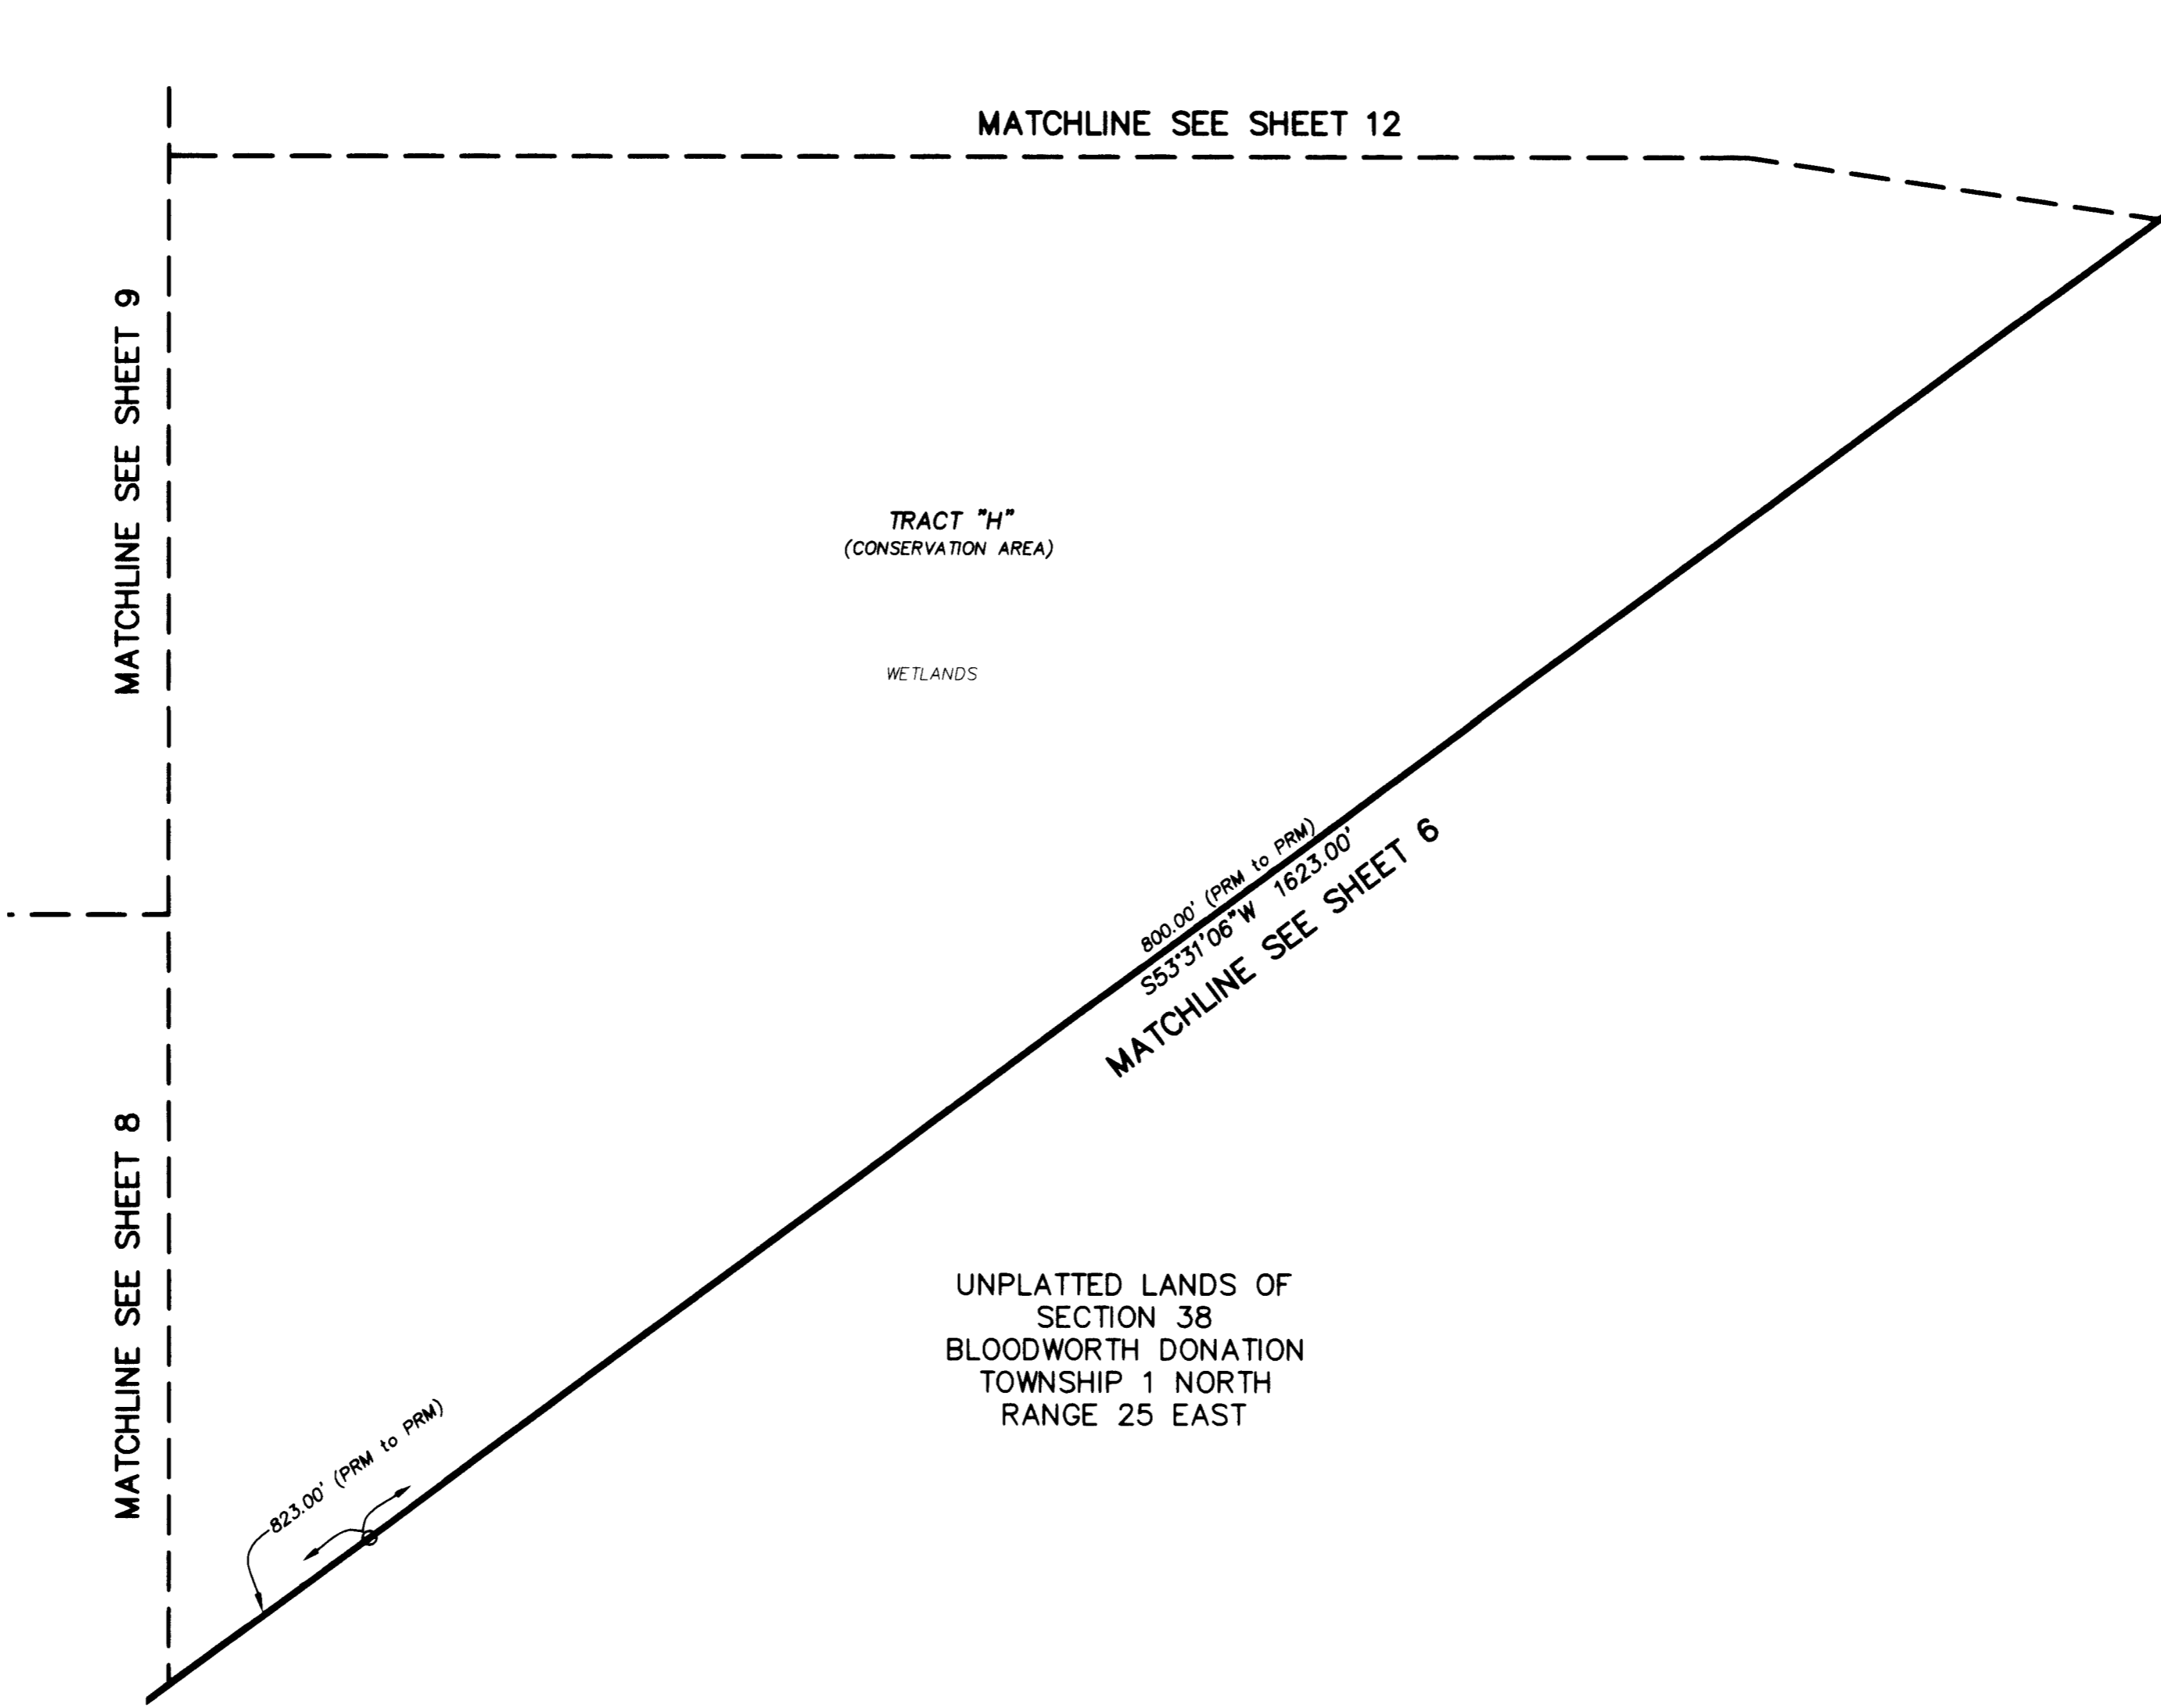 MATCHLINE SEE SHEET 12
MATCHLINE SEE SHEET 9
TRACT "H"
(CONSERVATION AREA)
WETLANDS
800.00' (PRM to PRM)
S53°31'06"W 1623.00'
MATCHLINE SEE SHEET 6
MATCHLINE SEE SHEET 8
UNPLATTED LANDS OF
SECTION 38
BLOODWORTH DONATION
TOWNSHIP 1 NORTH
RANGE 25 EAST
823.00' (PRM to PRM)